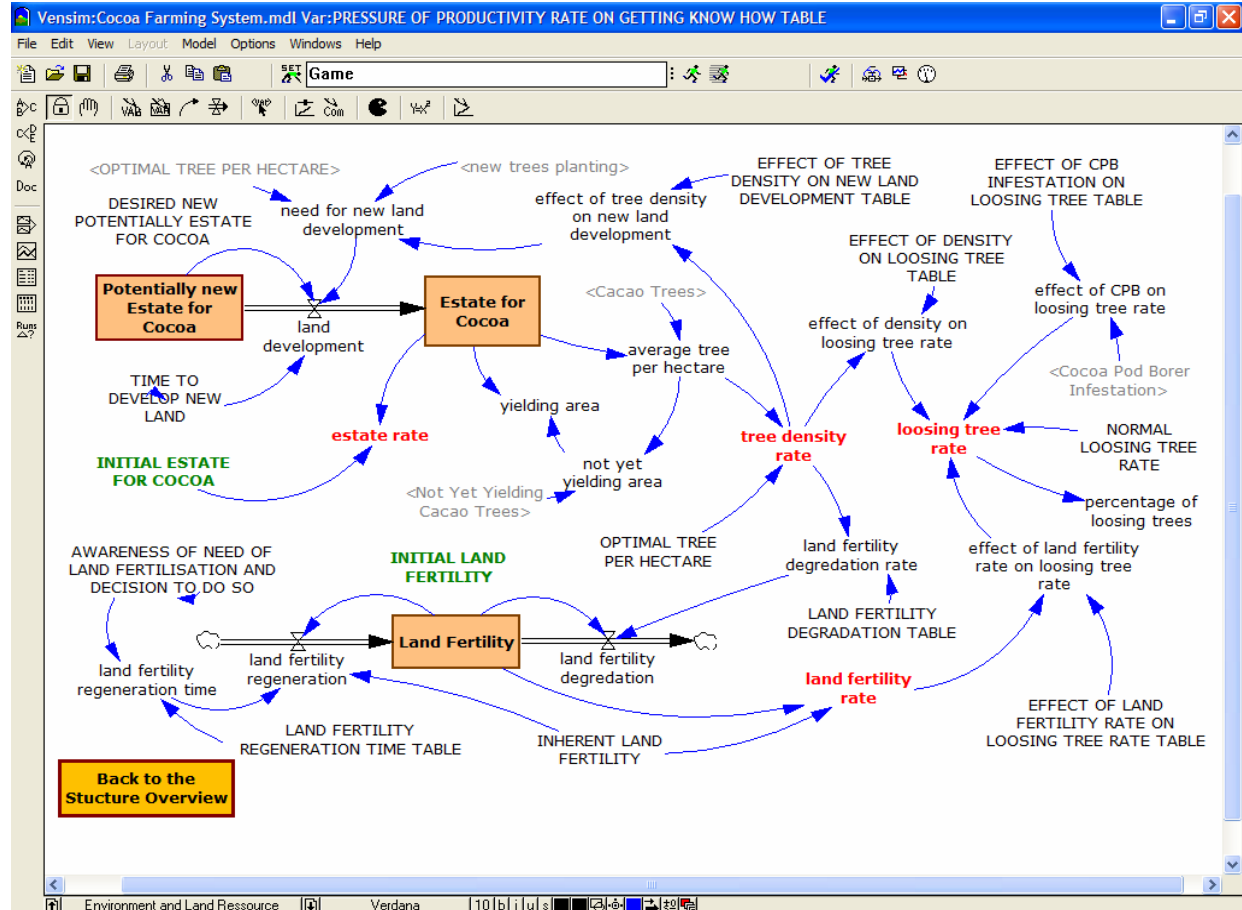 Vensim:Cocoa Farming System.mdl Var:PRESSURE OF PRODUCTIVITY RATE ON GETTING KNOW HOW TABLE
File Edit View Layout Model Options Windows Help
SET Game
VAB
Com
Doc
Runs
<OPTIMAL TREE PER HECTARE>
<new trees planting>
EFFECT OF TREE
DENSITY ON NEW LAND
DEVELOPMENT TABLE
EFFECT OF CPB
INFESTATION ON
LOOSING TREE TABLE
DESIRED NEW
POTENTIALLY ESTATE
FOR COCOA
need for new land
development
effect of tree density
on new land
development
EFFECT OF DENSITY
ON LOOSING TREE
TABLE
Potentially new
Estate for
Cocoa
Estate for
Cocoa
<Cacao Trees>
effect of CPB on
loosing tree rate
land
development
effect of density on
loosing tree rate
average tree
per hectare
<Cocoa Pod Borer
Infestation>
TIME TO
DEVELOP NEW
LAND
yielding area
estate rate
tree density
rate
loosing tree
rate
NORMAL
LOOSING TREE
RATE
INITIAL ESTATE
FOR COCOA
not yet
yielding area
<Not Yet Yielding
Cacao Trees>
percentage of
loosing trees
OPTIMAL TREE
PER HECTARE
land fertility
degredation rate
effect of land fertility
rate on loosing tree
rate
AWARENESS OF NEED OF
LAND FERTILISATION AND
DECISION TO DO SO
INITIAL LAND
FERTILITY
LAND FERTILITY
DEGRADATION TABLE
Land Fertility
land fertility
regeneration time
land fertility
regeneration
land fertility
degredation
land fertility
rate
LAND FERTILITY
REGENERATION TIME TABLE
INHERENT LAND
FERTILITY
EFFECT OF LAND
FERTILITY RATE ON
LOOSING TREE RATE TABLE
Back to the
Stucture Overview
Environment and Land Ressource Verdana 10 b i u s